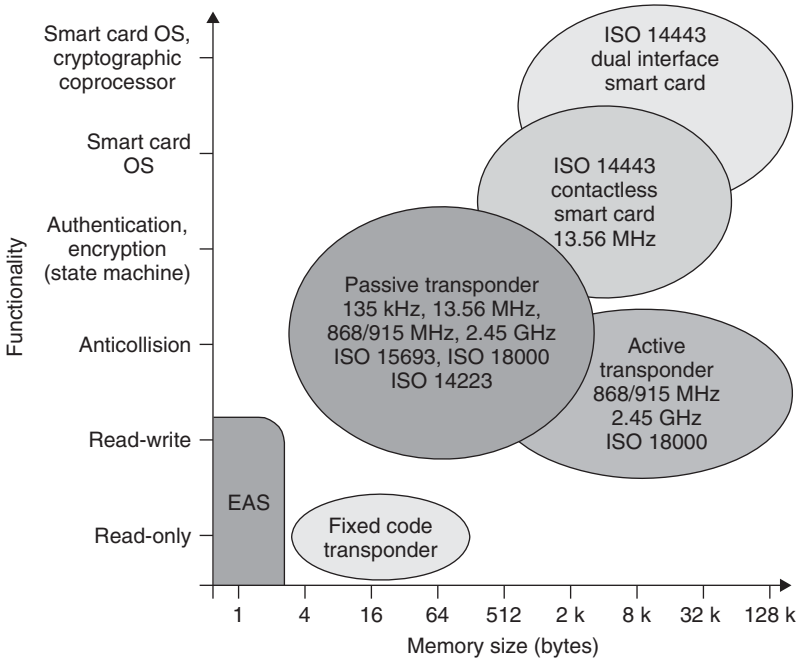 Smart card OS,
cryptographic
coprocessor
Smart card
OS
Authentication,
encryption
(state machine)
Anticollision
Read-write
Read-only
Functionality
ISO 14443
dual interface
smart card
ISO 14443
contactless
smart card
13.56 MHz
Passive transponder
135 kHz, 13.56 MHz,
868/915 MHz, 2.45 GHz
ISO 15693, ISO 18000
ISO 14223
Active
transponder
868/915 MHz
2.45 GHz
ISO 18000
EAS
Fixed code
transponder
1 4 16 64 512 2 k 8 k 32 k 128 k
Memory size (bytes)